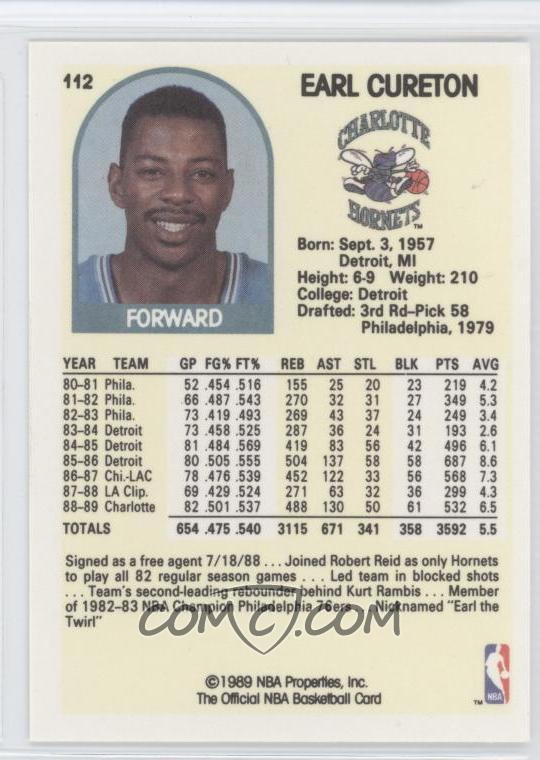 112
EARL CURETON
CHARLOTTE
HORNETS
TM
Born: Sept. 3, 1957
Detroit, MI
Height: 6-9 Weight: 210
College: Detroit
Drafted: 3rd Rd–Pick 58
Philadelphia, 1979
FORWARD
YEAR TEAM GP FG% FT% REB AST STL BLK PTS AVG
80–81 Phila. 52 .454 .516 155 25 20 23 219 4.2
81–82 Phila. 66 .487 .543 270 32 31 27 349 5.3
82–83 Phila. 73 .419 .493 269 43 37 24 249 3.4
83–84 Detroit 73 .458 .525 287 36 24 31 193 2.6
84–85 Detroit 81 .484 .569 419 83 56 42 496 6.1
85–86 Detroit 80 .505 .555 504 137 58 58 687 8.6
86–87 Chi.-LAC 78 .476 .539 452 122 33 56 568 7.3
87–88 LA Clip. 69 .429 .524 271 63 32 36 299 4.3
88–89 Charlotte 82 .501 .537 488 130 50 61 532 6.5
TOTALS 654 .475 .540 3115 671 341 358 3592 5.5
Signed as a free agent 7/18/88 . . . Joined Robert Reid as only Hornets
to play all 82 regular season games . . . Led team in blocked shots
. . . Team's second-leading rebounder behind Kurt Rambis . . . Member
of 1982–83 NBA Champion Philadelphia 76ers . . . Nicknamed "Earl the
Twirl"
COMC.COM
©1989 NBA Properties, Inc.
The Official NBA Basketball Card
NBA
TM